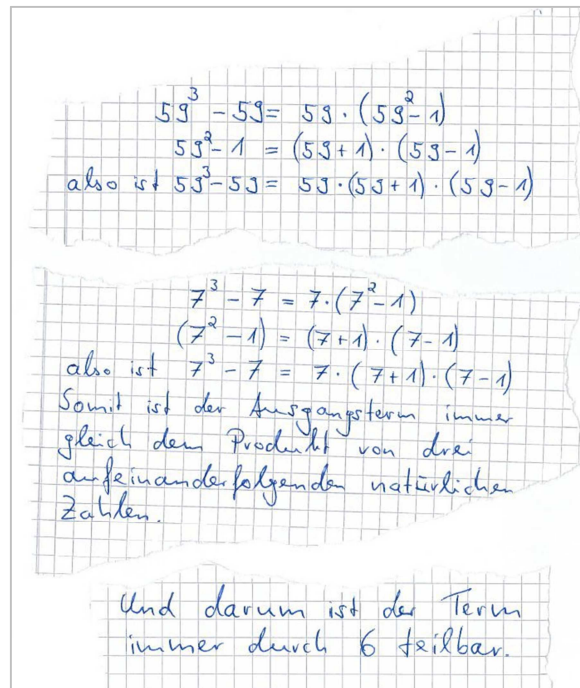 59³ - 59 = 59 · (59² - 1)
59² - 1 = (59 + 1) · (59 - 1)
also ist 59³ - 59 = 59 · (59 + 1) · (59 - 1)
7³ - 7 = 7 · (7² - 1)
(7² - 1) = (7 + 1) · (7 - 1)
also ist 7³ - 7 = 7 · (7 + 1) · (7 - 1)
Somit ist der Ausgangsterm immer
gleich dem Produkt von drei
aufeinanderfolgenden natürlichen
Zahlen.
Und darum ist der Term
immer durch 6 teilbar.